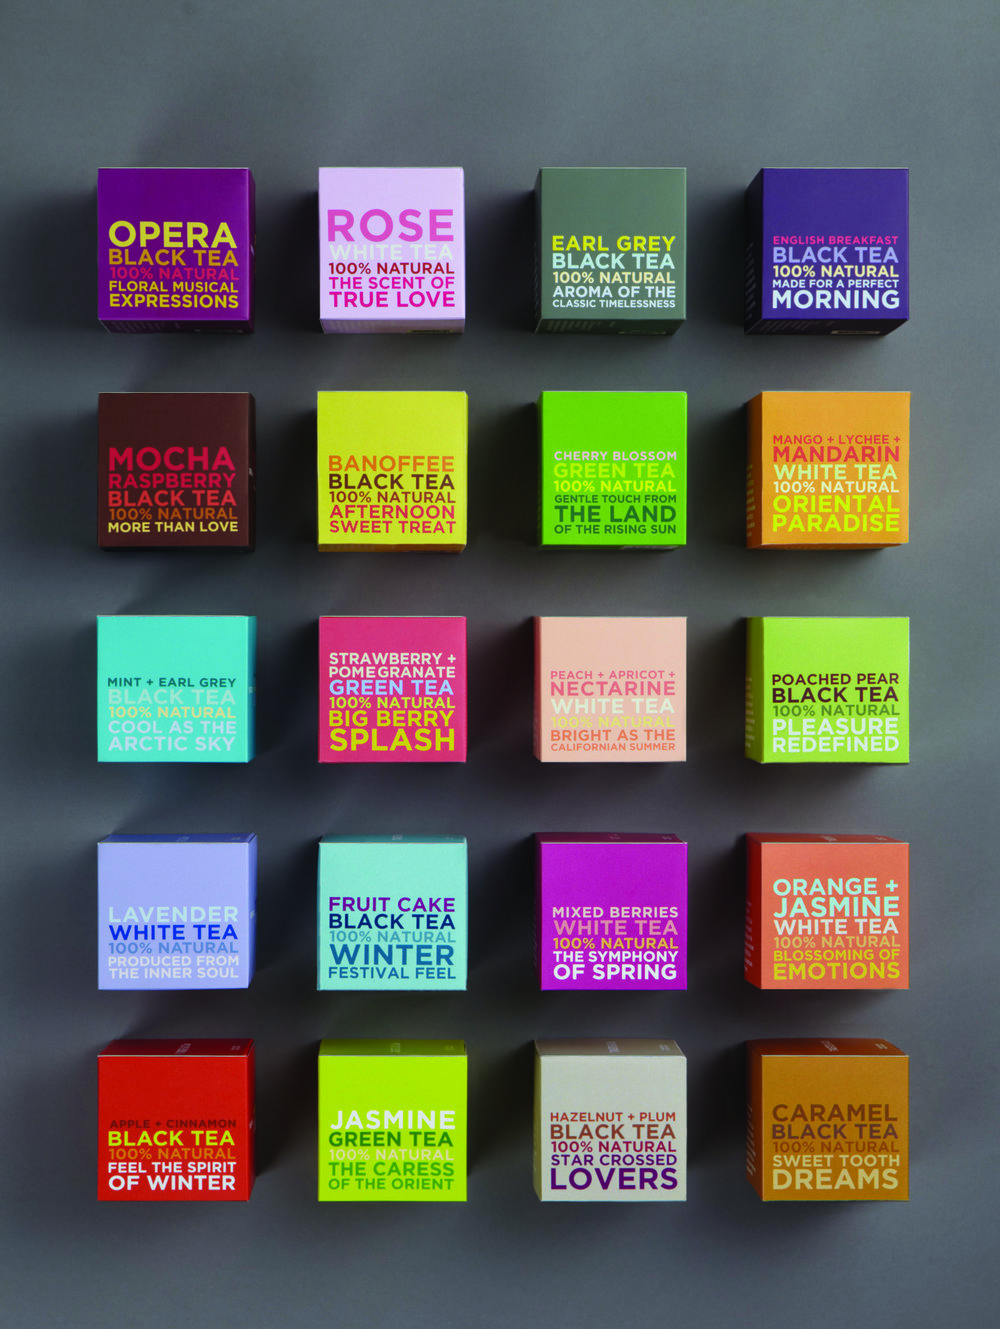 OPERA
BLACK TEA
100% NATURAL
FLORAL MUSICAL
EXPRESSIONS
ROSE
WHITE TEA
100% NATURAL
THE SCENT OF
TRUE LOVE
EARL GREY
BLACK TEA
100% NATURAL
AROMA OF THE
CLASSIC TIMELESSNESS
ENGLISH BREAKFAST
BLACK TEA
100% NATURAL
MADE FOR A PERFECT
MORNING
MOCHA
RASPBERRY
BLACK TEA
100% NATURAL
MORE THAN LOVE
BANOFFEE
BLACK TEA
100% NATURAL
AFTERNOON
SWEET TREAT
CHERRY BLOSSOM
GREEN TEA
100% NATURAL
GENTLE TOUCH FROM
THE LAND
OF THE RISING SUN
MANGO + LYCHEE +
MANDARIN
WHITE TEA
100% NATURAL
ORIENTAL
PARADISE
MINT + EARL GREY
BLACK TEA
100% NATURAL
COOL AS THE
ARCTIC SKY
STRAWBERRY +
POMEGRANATE
GREEN TEA
100% NATURAL
BIG BERRY
SPLASH
PEACH + APRICOT +
NECTARINE
WHITE TEA
100% NATURAL
BRIGHT AS THE
CALIFORNIAN SUMMER
POACHED PEAR
BLACK TEA
100% NATURAL
PLEASURE
REDEFINED
LAVENDER
WHITE TEA
100% NATURAL
PRODUCED FROM
THE INNER SOUL
FRUIT CAKE
BLACK TEA
100% NATURAL
WINTER
FESTIVAL FEEL
MIXED BERRIES
WHITE TEA
100% NATURAL
THE SYMPHONY
OF SPRING
ORANGE +
JASMINE
WHITE TEA
100% NATURAL
BLOSSOMING OF
EMOTIONS
APPLE + CINNAMON
BLACK TEA
100% NATURAL
FEEL THE SPIRIT
OF WINTER
JASMINE
GREEN TEA
100% NATURAL
THE CARESS
OF THE ORIENT
HAZELNUT + PLUM
BLACK TEA
100% NATURAL
STAR CROSSED
LOVERS
CARAMEL
BLACK TEA
100% NATURAL
SWEET TOOTH
DREAMS